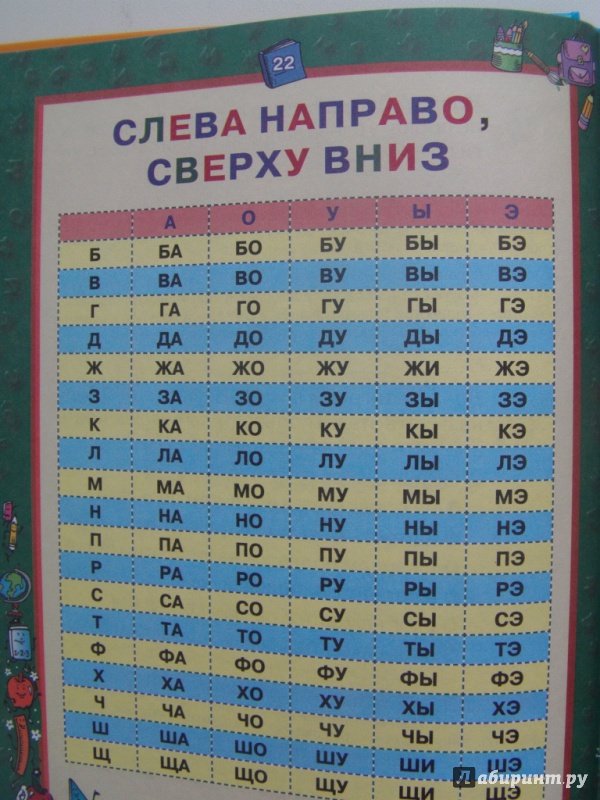 22
СЛЕВА НАПРАВО,
СВЕРХУ ВНИЗ
А О У Ы Э
Б БА БО БУ БЫ БЭ
В ВА ВО ВУ ВЫ ВЭ
Г ГА ГО ГУ ГЫ ГЭ
Д ДА ДО ДУ ДЫ ДЭ
Ж ЖА ЖО ЖУ ЖИ ЖЭ
З ЗА ЗО ЗУ ЗЫ ЗЭ
К КА КО КУ КЫ КЭ
Л ЛА ЛО ЛУ ЛЫ ЛЭ
М МА МО МУ МЫ МЭ
Н НА НО НУ НЫ НЭ
П ПА ПО ПУ ПЫ ПЭ
Р РА РО РУ РЫ РЭ
С СА СО СУ СЫ СЭ
Т ТА ТО ТУ ТЫ ТЭ
Ф ФА ФО ФУ ФЫ ФЭ
Х ХА ХО ХУ ХЫ ХЭ
Ч ЧА ЧО ЧУ ЧЫ ЧЭ
Ш ША ШО ШУ ШИ ШЭ
Щ ЩА ЩО ЩУ ЩИ ЩЭ
Лабиринт.ру